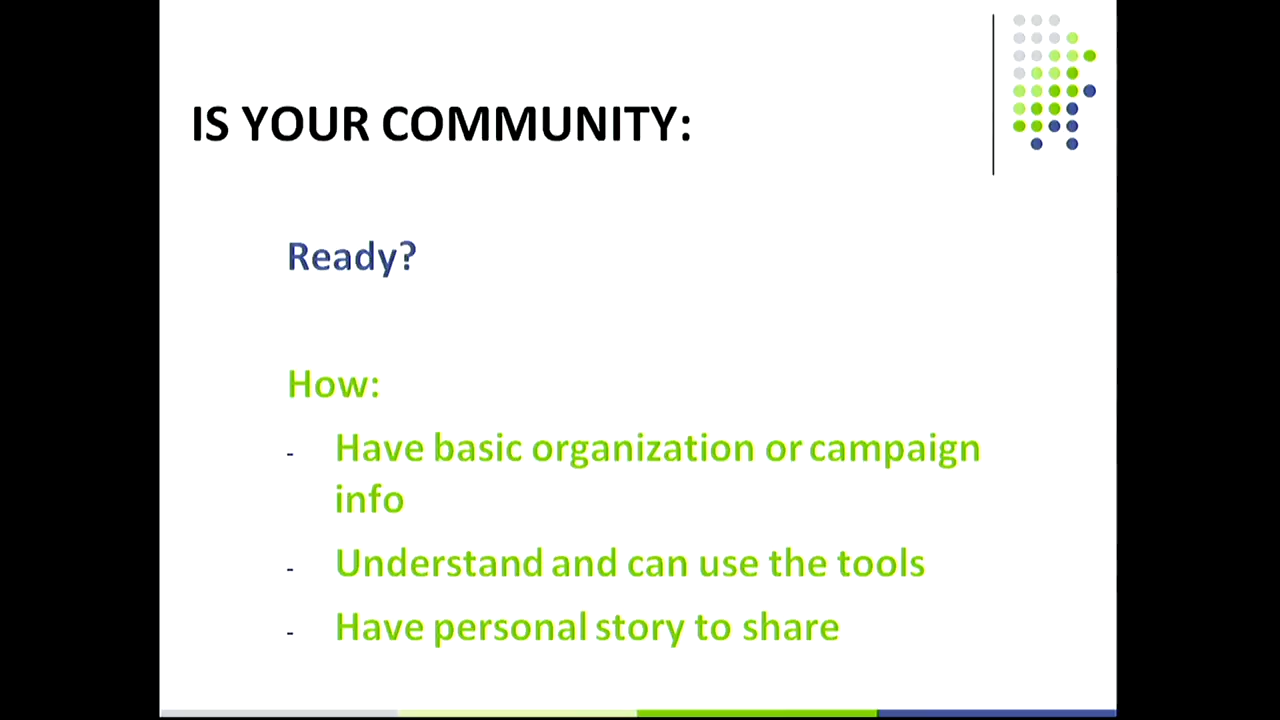 IS YOUR COMMUNITY:
Ready?
How:
- Have basic organization or campaign
info
- Understand and can use the tools
- Have personal story to share